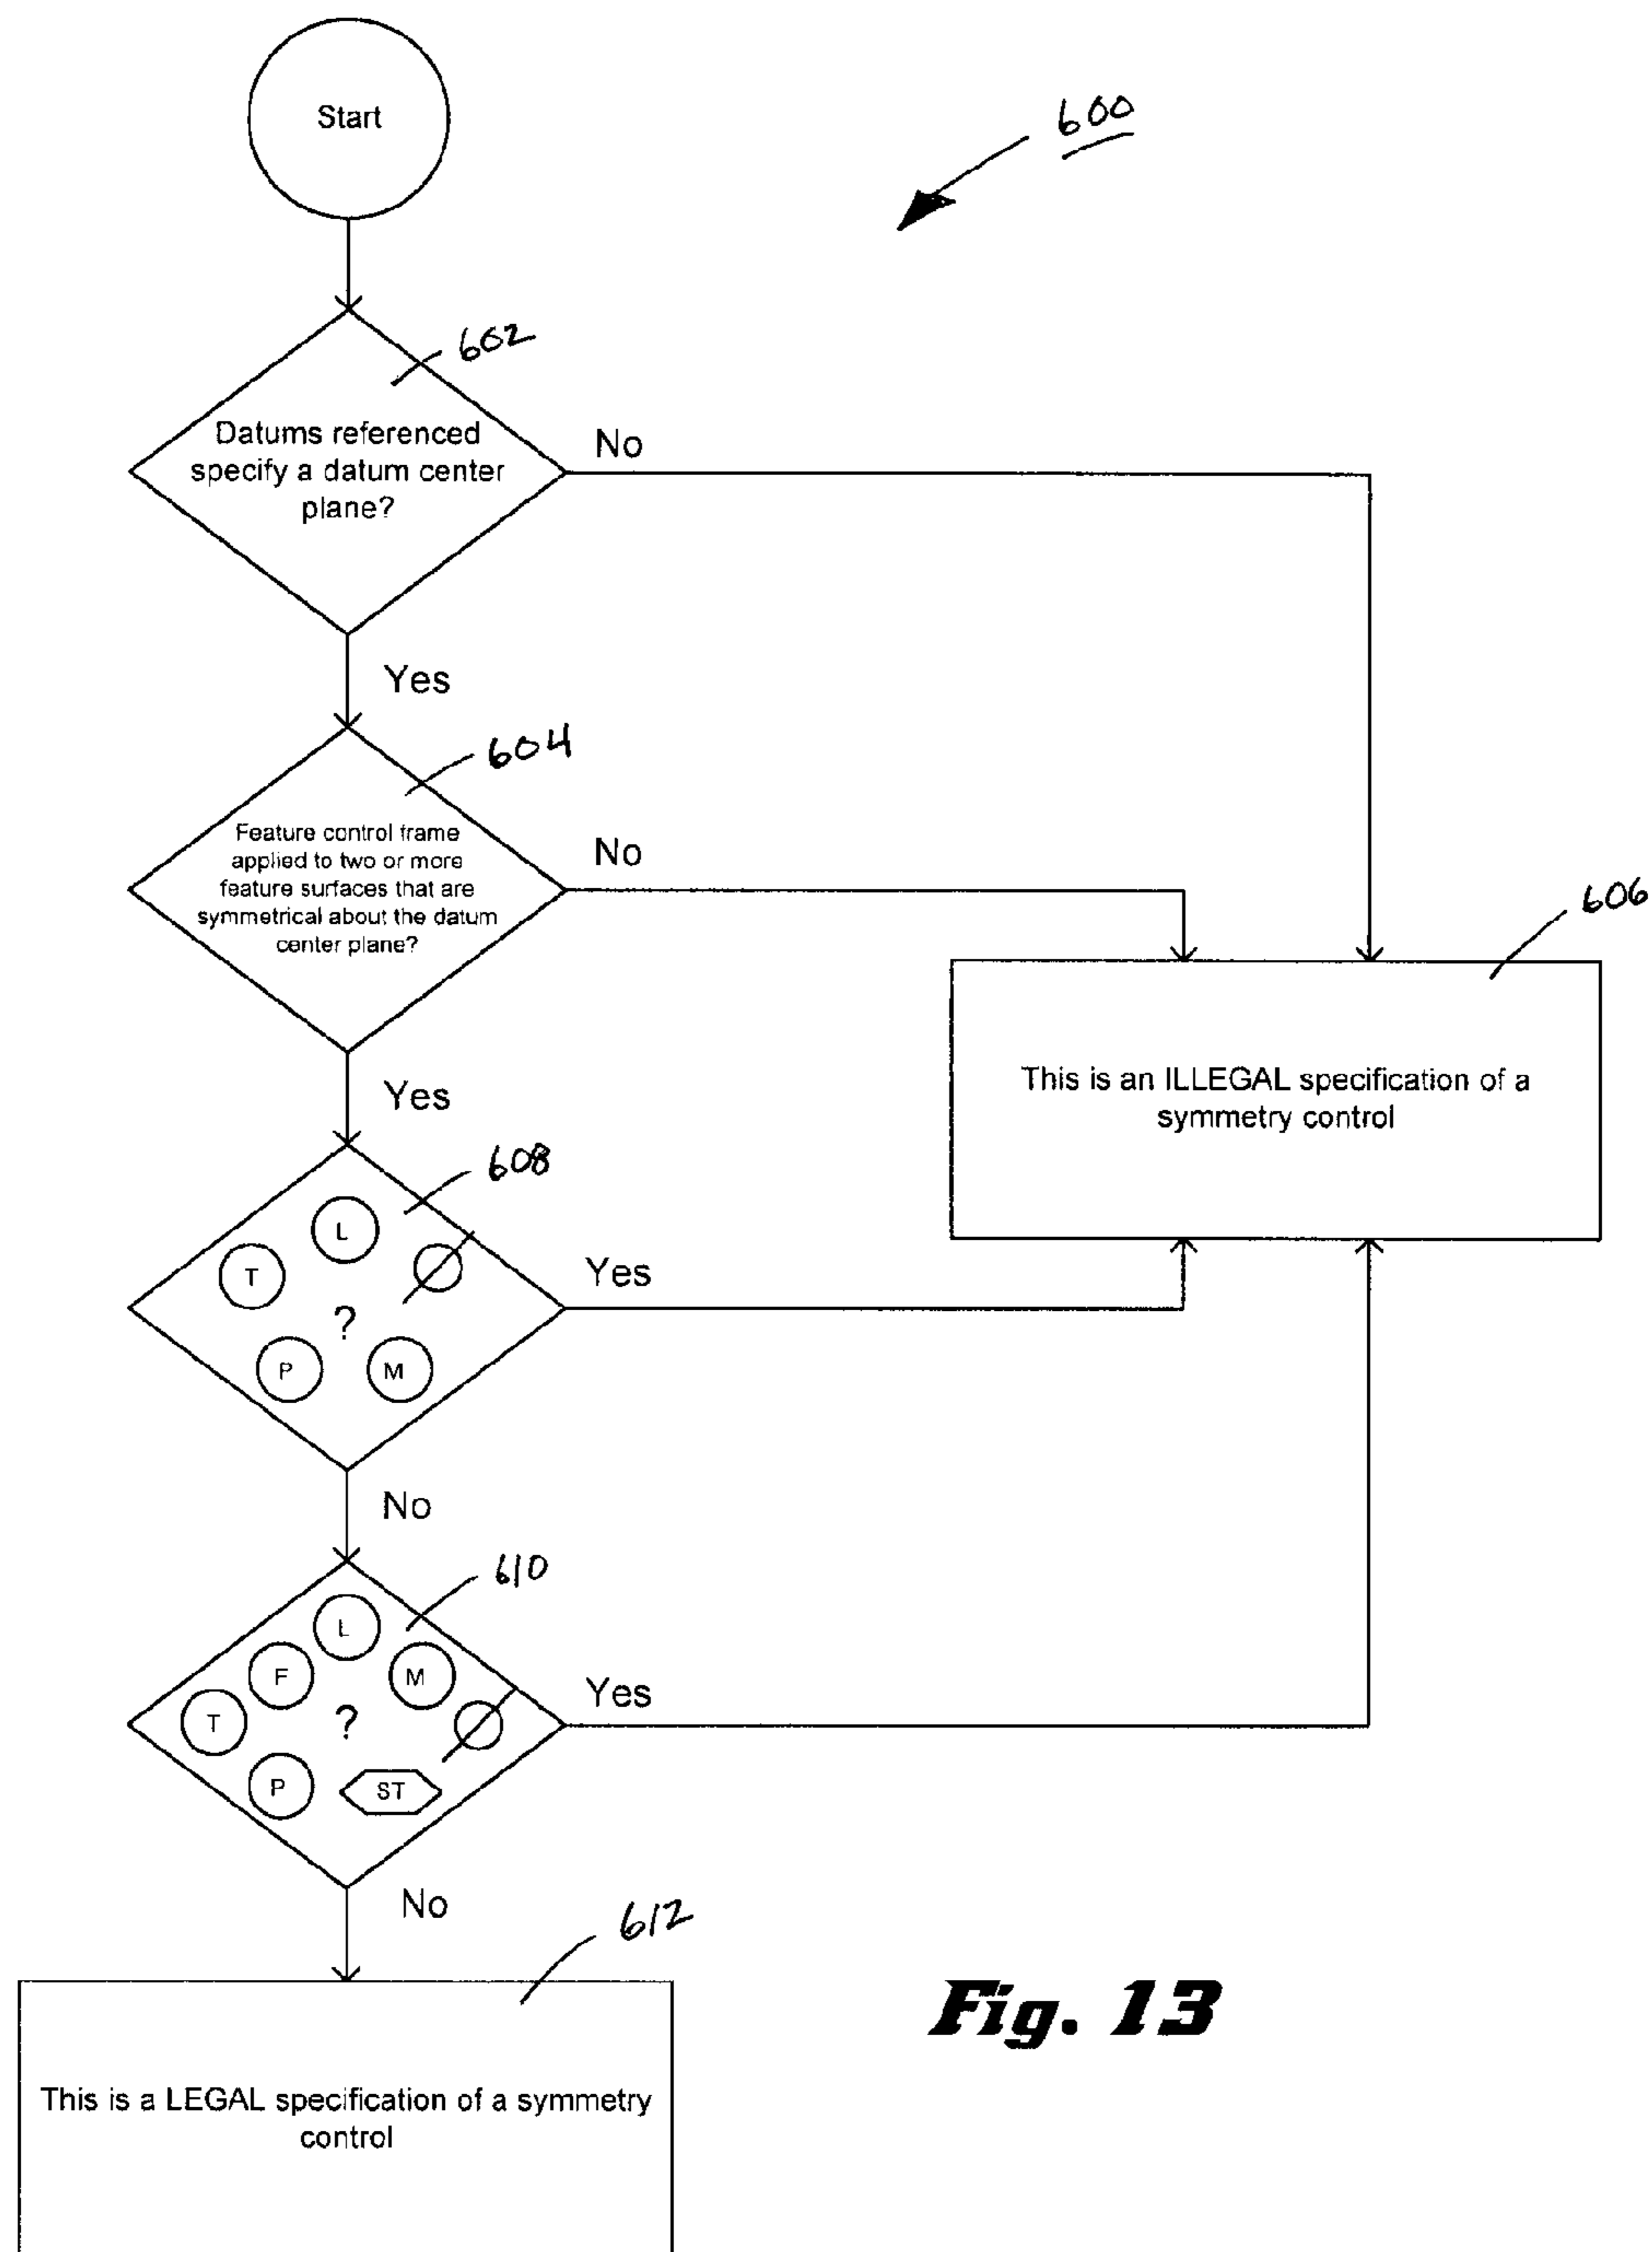 Start
600
602
Datums referenced
specify a datum center
plane?
No
Yes
604
Feature control frame
applied to two or more
feature surfaces that are
symmetrical about the datum
center plane?
No
606
This is an ILLEGAL specification of a
symmetry control
Yes
608
L
T
?
P
M
Yes
No
610
L
F
M
T
?
P
ST
Yes
No
612
This is a LEGAL specification of a symmetry
control
Fig. 13